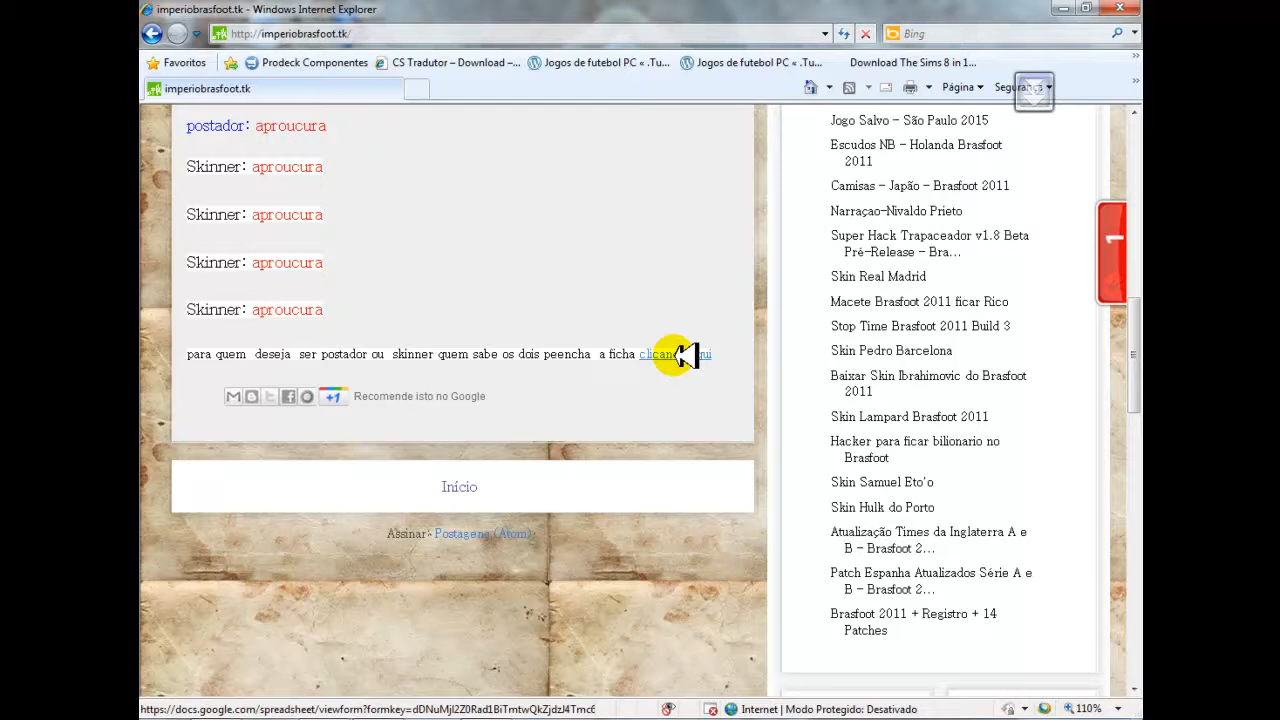 imperiobrasfoot.tk - Windows Internet Explorer
http://imperiobrasfoot.tk/
Bing
Favoritos
Prodeck Componentes
CS Tradutor – Download –...
Jogos de futebol PC « .Tu...
Jogos de futebol PC « .Tu...
Download The Sims 8 in 1...
imperiobrasfoot.tk
Página
postador: aproucura
Skinner: aproucura
Skinner: aproucura
Skinner: aproucura
Skinner: aproucura
para quem deseja ser postador ou skinner quem sabe os dois peencha a ficha
+1
Recomende isto no Google
Início
Assinar: Postagens (Atom)
Jogo Salvo - São Paulo 2015
Escudos NB - Holanda Brasfoot
2011
Camisas - Japão - Brasfoot 2011
Narraçao-Nivaldo Prieto
Super Hack Trapaceador v1.8 Beta
Pré-Release - Bra...
Skin Real Madrid
Macete Brasfoot 2011 ficar Rico
Stop Time Brasfoot 2011 Build 3
Skin Pedro Barcelona
Baixar Skin Ibrahimovic do Brasfoot
2011
Skin Lampard Brasfoot 2011
Hacker para ficar bilionario no
Brasfoot
Skin Samuel Eto'o
Skin Hulk do Porto
Atualização Times da Inglaterra A e
B - Brasfoot 2...
Patch Espanha Atualizados Série A e
B - Brasfoot 2...
Brasfoot 2011 + Registro + 14
Patches
1
Internet | Modo Protegido: Desativado
110%